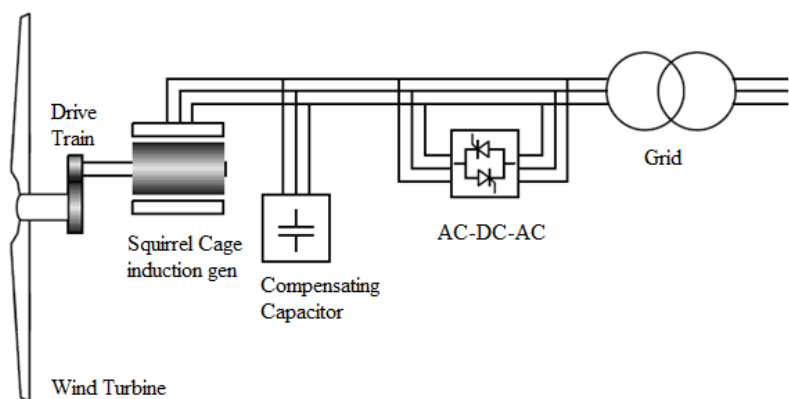 Drive
Train
Grid
AC-DC-AC
Squirrel Cage
induction gen
Compensating
Capacitor
Wind Turbine